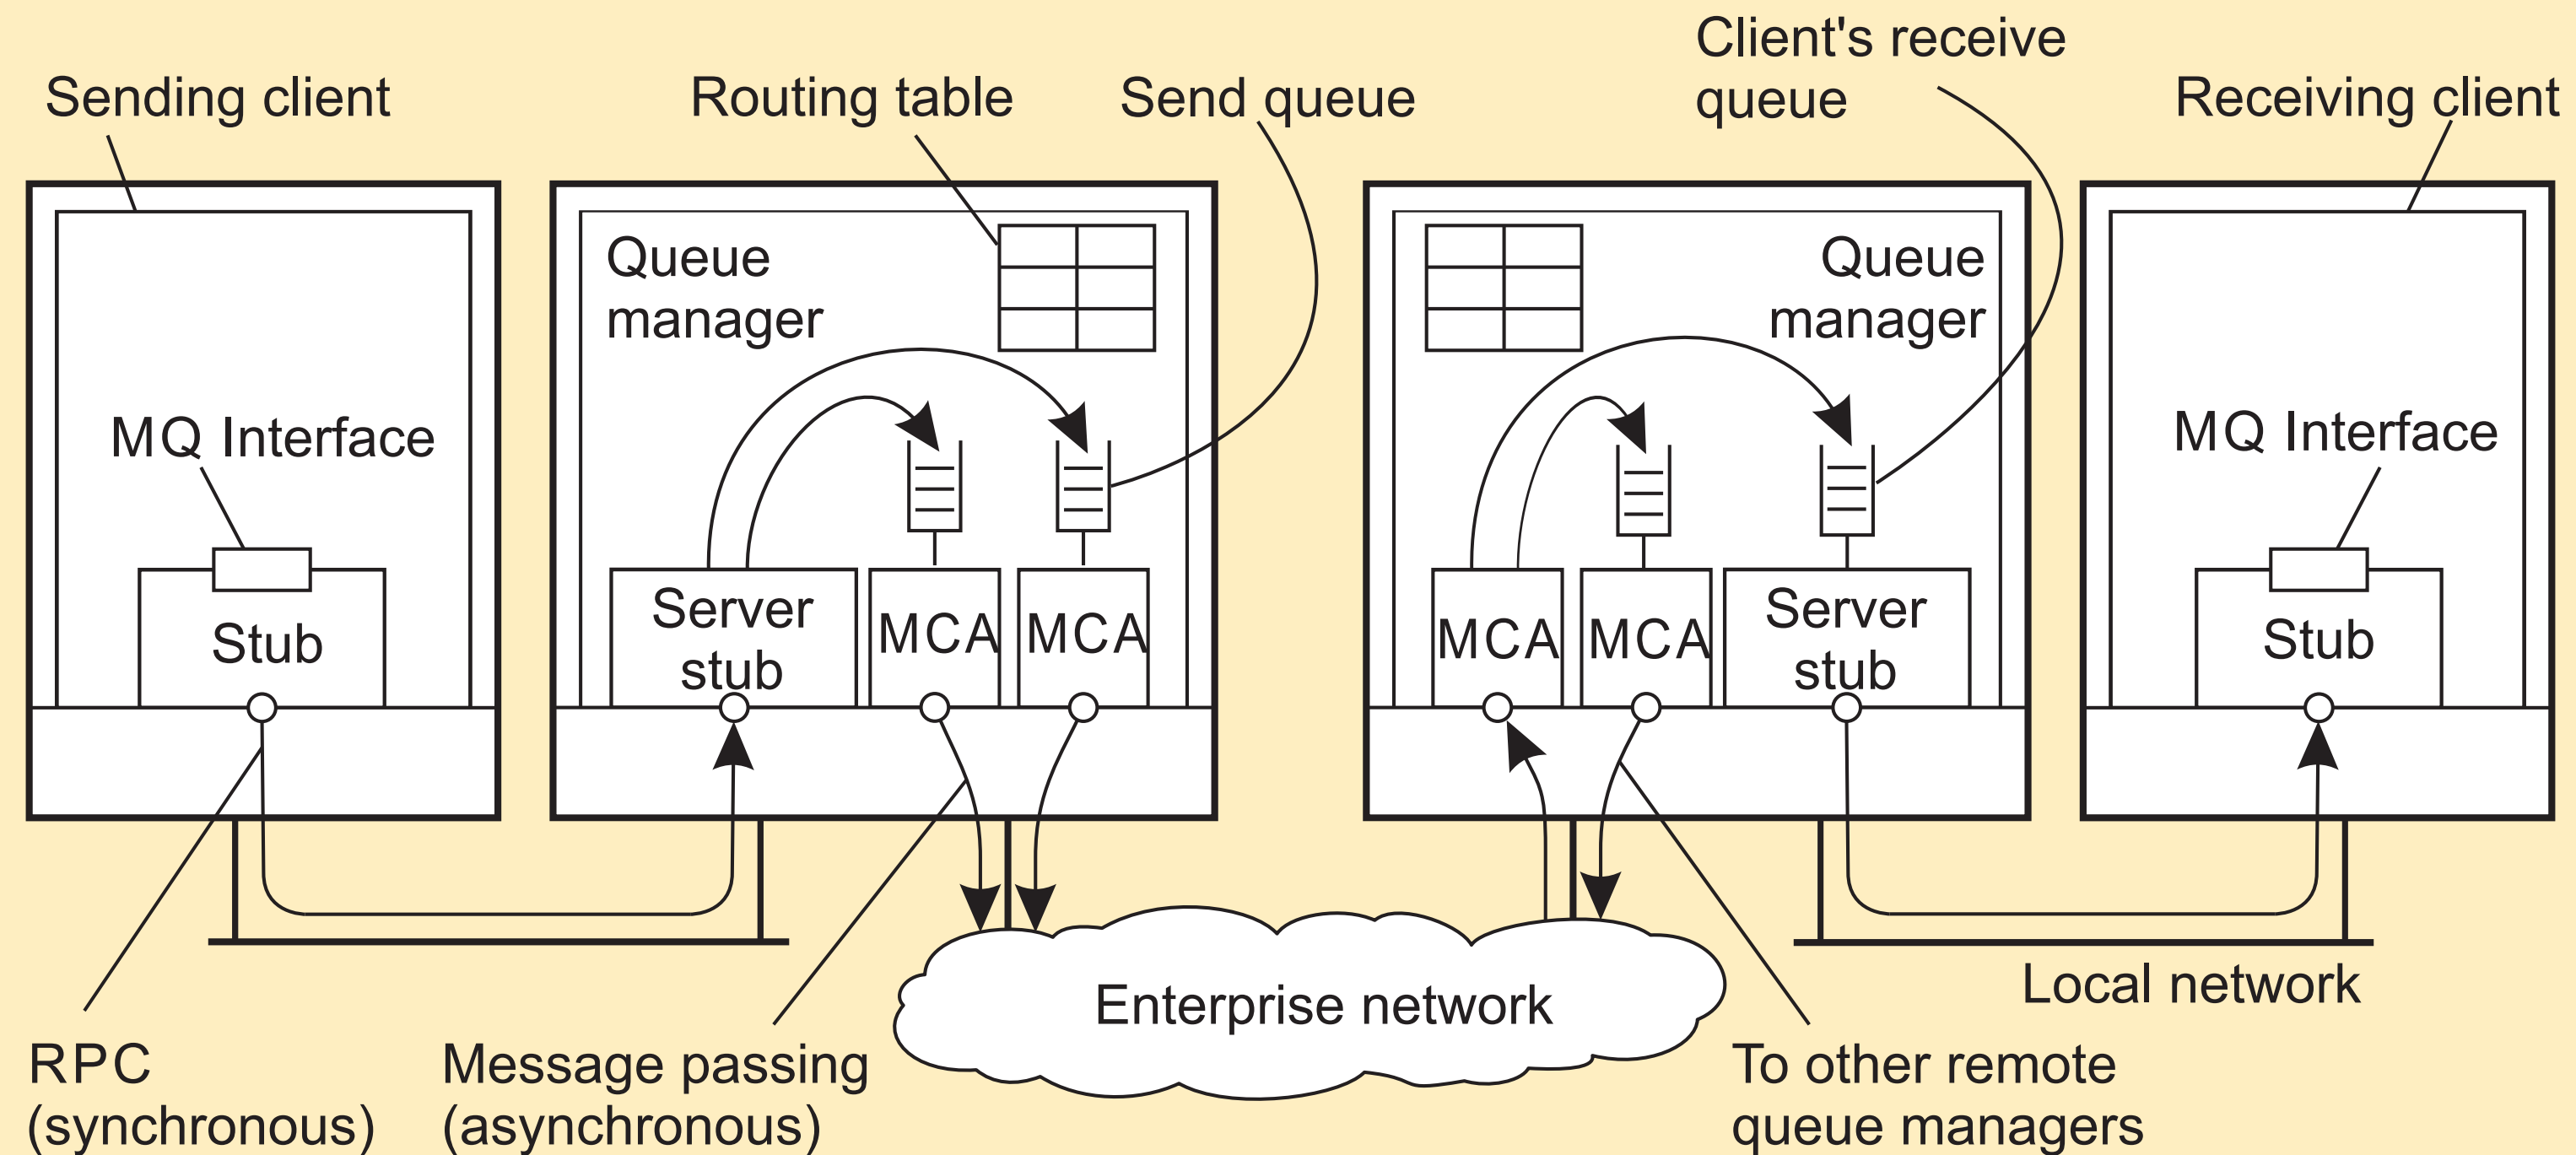 Client's receive
queue
Sending client
Routing table
Send queue
Receiving client
Queue
manager
Queue
manager
MQ Interface
MQ Interface
Stub
Server
stub
MCA
MCA
MCA
MCA
Server
stub
Stub
Enterprise network
Local network
RPC
(synchronous)
Message passing
(asynchronous)
To other remote
queue managers